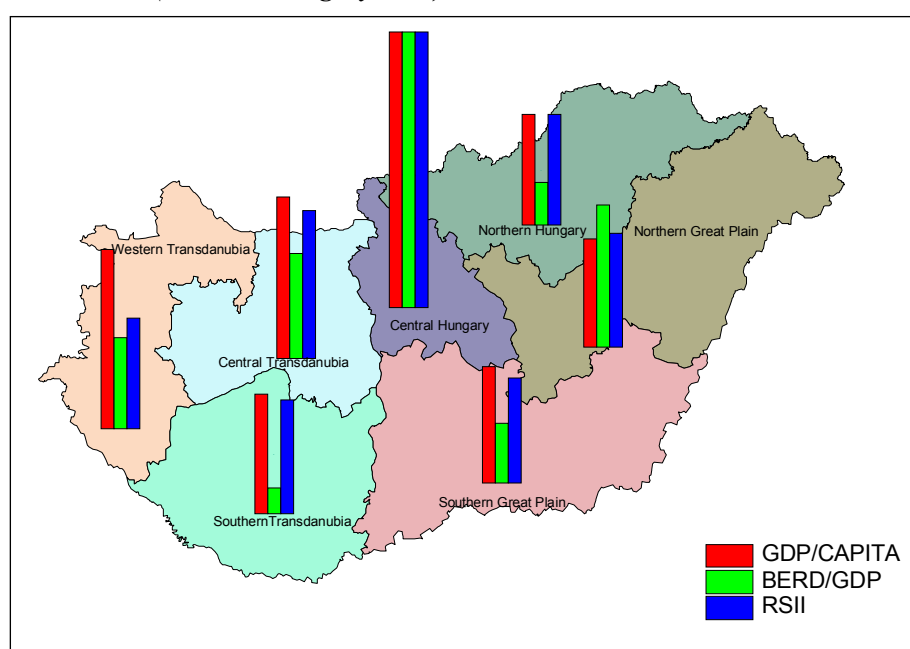 Northern Hungary
Northern Great Plain
Western Transdanubia
Central Hungary
Central Transdanubia
Southern Great Plain
SouthernTransdanubia
GDP/CAPITA
BERD/GDP
RSII